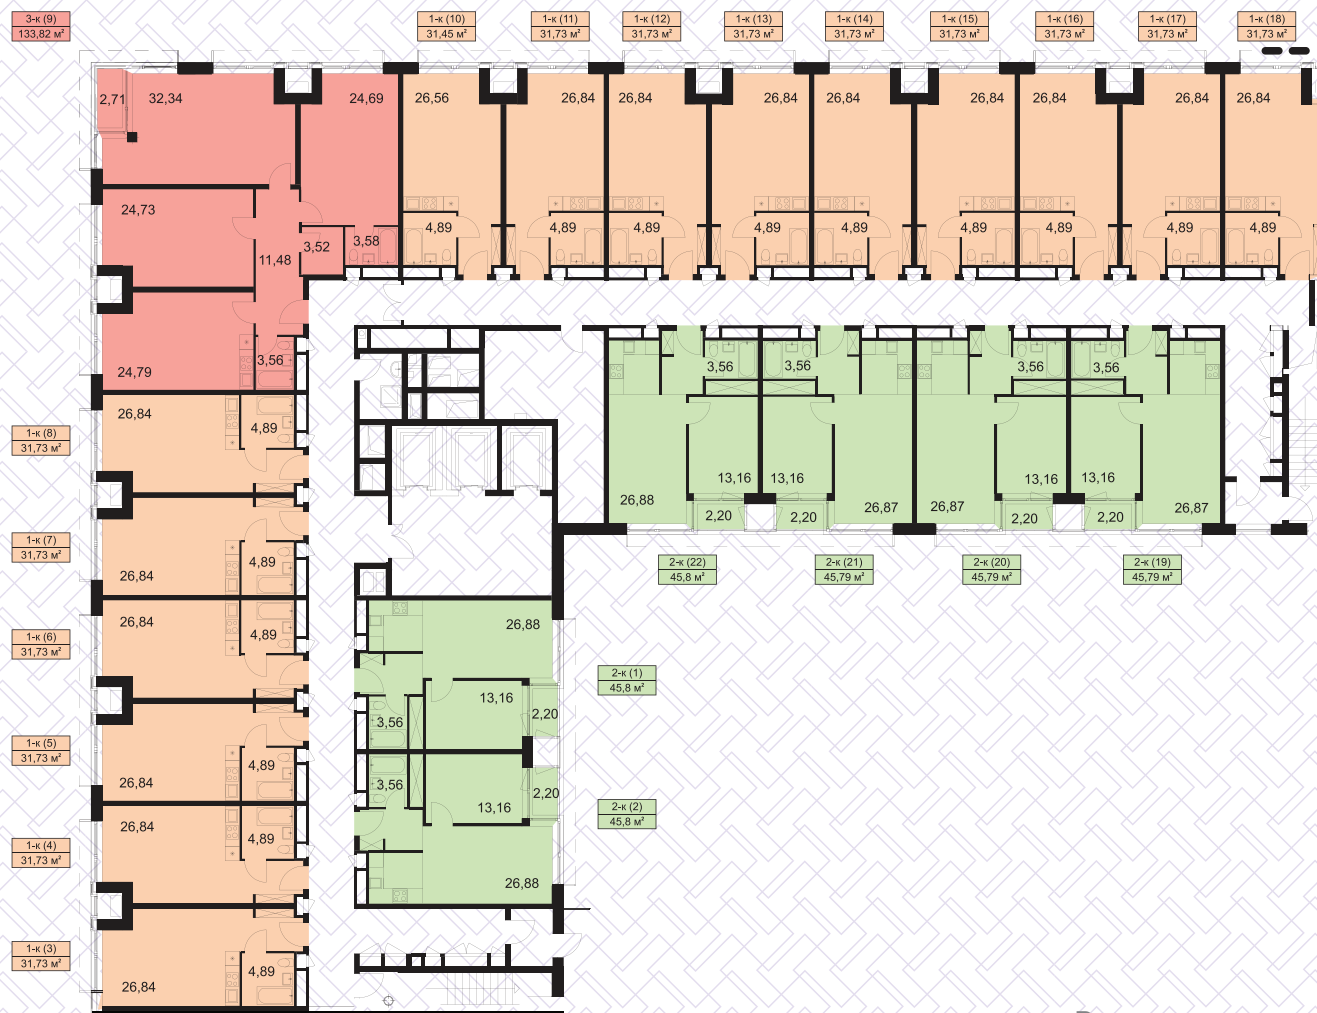 3-к (9)
133,82 м²
1-к (10)
31,45 м²
1-к (11)
31,73 м²
1-к (12)
31,73 м²
1-к (13)
31,73 м²
1-к (14)
31,73 м²
1-к (15)
31,73 м²
1-к (16)
31,73 м²
1-к (17)
31,73 м²
1-к (18)
31,73 м²
2,71
32,34
24,69
26,56
26,84
26,84
26,84
26,84
26,84
26,84
26,84
26,84
24,73
11,48
3,52
3,58
4,89
4,89
4,89
4,89
4,89
4,89
4,89
4,89
4,89
24,79
3,56
3,56
3,56
3,56
3,56
13,16
13,16
13,16
13,16
26,88
26,87
26,87
26,87
2,20
2,20
2,20
2,20
2-к (22)
45,8 м²
2-к (21)
45,79 м²
2-к (20)
45,79 м²
2-к (19)
45,79 м²
1-к (8)
31,73 м²
26,84
4,89
1-к (7)
31,73 м²
26,84
4,89
1-к (6)
31,73 м²
26,84
4,89
1-к (5)
31,73 м²
26,84
4,89
1-к (4)
31,73 м²
26,84
4,89
1-к (3)
31,73 м²
26,84
4,89
26,88
13,16
3,56
2,20
2-к (1)
45,8 м²
3,56
13,16
2,20
26,88
2-к (2)
45,8 м²